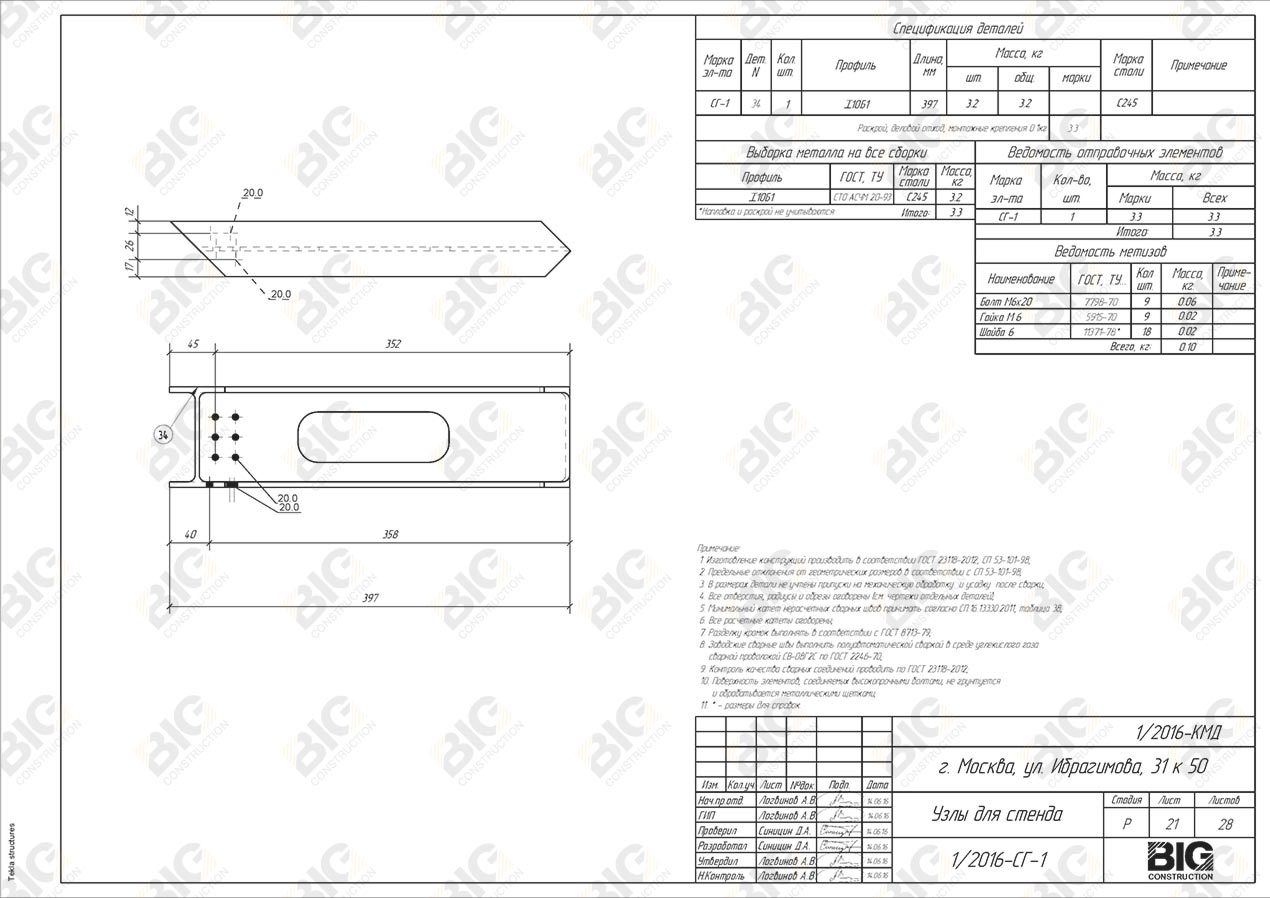 Спецификация деталей
Марка эл-та Дет. N Кол. шт. Профиль Длина, мм Масса, кг Марка стали Примечание
шт. общ. марки
СГ-1 34 1 I10Б1 397 3.2 3.2 С245
Раскрой, деловой отход, монтажные крепления 0.1кг 3.3
Выборка металла на все сборки
Профиль ГОСТ, ТУ Марка стали Масса, кг
I10Б1 СТО АСЧМ 20-93 С245 3.2
*Наплавка и раскрой не учитываются Итого: 3.3
Ведомость отправочных элементов
Марка эл-та Кол-во, шт. Масса, кг
Марки Всех
СГ-1 1 3.3 3.3
Итого: 3.3
Ведомость метизов
Наименование ГОСТ, ТУ... Кол шт. Масса, кг. Приме-чание
Болт М6х20 7798-70 9 0.06
Гайка М 6 5915-70 9 0.02
Шайба 6 11371-78* 18 0.02
Всего, кг: 0.10
20.0
12
26
17
20.0
45 352
34
20.0
20.0
40 358
397
Примечание:
1. Изготовление конструкций производить в соответствии ГОСТ 23118-2012, СП 53-101-98;
2. Предельные отклонения от геометрических размеров в соответствии с СП 53-101-98;
3. В размерах детали не учтены припуски на механическую обработку и усадку после сварки;
4. Все отверстия, радиусы и обрезы оговорены (см. чертежи отдельных деталей);
5. Минимальный катет нерасчетных сварных швов принимать согласно СП 16.13330.2011, таблица 38;
6. Все расчетные катеты оговорены;
7. Разделку кромок выполнять в соответствии с ГОСТ 8713-79;
8. Заводские сварные швы выполнить полуавтоматической сваркой в среде углекислого газа
сварной проволокой СВ-08Г2С по ГОСТ 2246-70;
9. Контроль качества сварных соединений проводить по ГОСТ 23118-2012;
10. Поверхность элементов, соединяемых высокопрочными болтами, не грунтуется
и обрабатывается металлическими щетками;
11. * - размеры для справок
1/2016-КМД
г. Москва, ул. Ибрагимова, 31 к 50
Изм. Кол.уч Лист №док. Подп. Дата
Нач.пр.отд. Логвинов А.В. 14.06.16
ГИП Логвинов А.В. 14.06.16
Проверил Синицин Д.А. 14.06.16
Разработал Синицин Д.А. 14.06.16
Утвердил Логвинов А.В. 14.06.16
Н.Контроль Логвинов А.В. 14.06.16
Узлы для стенда
Стадия Лист Листов
Р 21 28
1/2016-СГ-1
BIG
CONSTRUCTION
Tekla structures